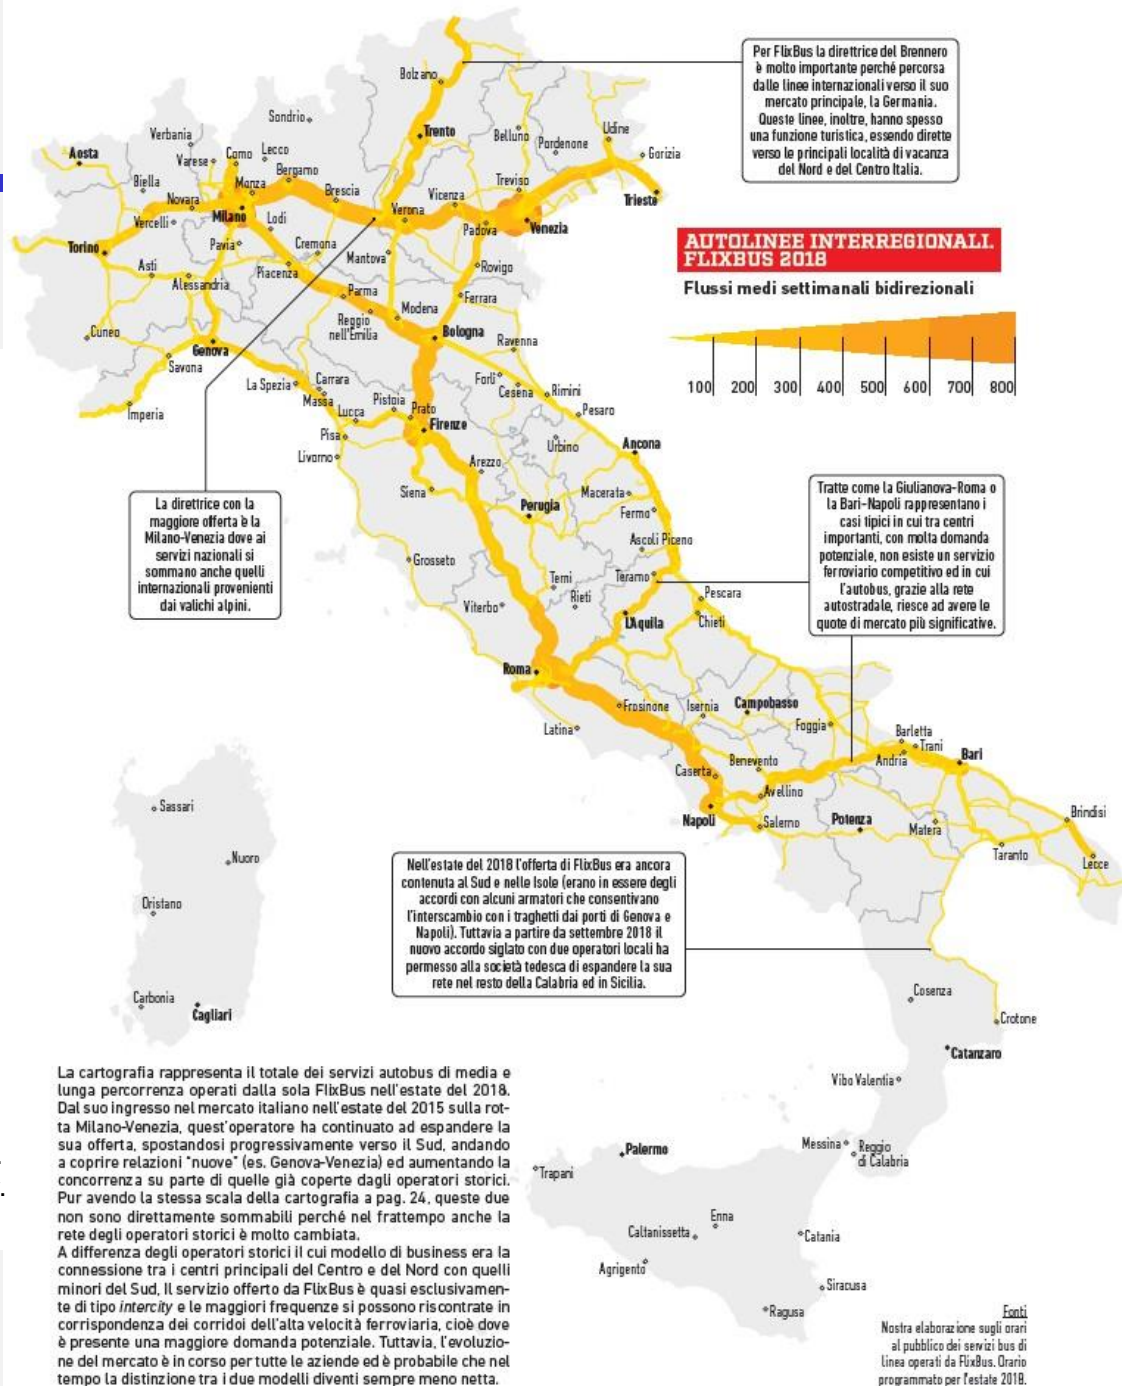 Per FlixBus la direttrice del Brennero
è molto importante perché percorsa
dalle linee internazionali verso il suo
mercato principale, la Germania.
Queste linee, inoltre, hanno spesso
una funzione turistica, essendo dirette
verso le principali località di vacanza
del Nord e del Centro Italia.
Bolzano
Sondrio
Trento
Belluno
Pordenone
Udine
Gorizia
Verbania
Aosta
Varese
Como
Lecco
Bergamo
Biella
Monza
Brescia
Vicenza
Treviso
Trieste
Novara
Milano
Lodi
Verona
Padova
Venezia
Vercelli
Torino
Pavia
Cremona
Mantova
Rovigo
Asti
Piacenza
Alessandria
Parma
Ferrara
Modena
Reggio
nell'Emilia
Bologna
Cuneo
Genova
Savona
Ravenna
La Spezia
Carrara
Massa
Forlì
Cesena
Rimini
Imperia
Pistoia
Lucca
Prato
Pesaro
Firenze
Pisa
Urbino
Ancona
Livorno
Arezzo
Siena
Macerata
Perugia
Fermo
Ascoli Piceno
Grosseto
Terni
Teramo
Rieti
Pescara
Viterbo
L'Aquila
Chieti
Roma
Frosinone
Isernia
Campobasso
Latina
Foggia
Barletta
Trani
Bari
Andria
Benevento
Caserta
Avellino
Napoli
Salerno
Potenza
Matera
Brindisi
Taranto
Lecce
Sassari
Nuoro
Oristano
Carbonia
Cagliari
Cosenza
Crotone
Catanzaro
Vibo Valentia
Messina
Reggio
di Calabria
Palermo
Trapani
Enna
Caltanissetta
Catania
Agrigento
Siracusa
Ragusa
AUTOLINEE INTERREGIONALI
FLIXBUS 2018
Flussi medi settimanali bidirezionali
100 200 300 400 500 600 700 800
La direttrice con la
maggiore offerta è la
Milano-Venezia dove ai
servizi nazionali si
sommano anche quelli
internazionali provenienti
dai valichi alpini.
Tratte come la Giulianova-Roma o
la Bari-Napoli rappresentano i
casi tipici in cui tra centri
importanti, con molta domanda
potenziale, non esiste un servizio
ferroviario competitivo ed in cui
l'autobus, grazie alla rete
autostradale, riesce ad avere le
quote di mercato più significative.
Nell'estate del 2018 l'offerta di FlixBus era ancora
contenuta al Sud e nelle Isole (erano in essere degli
accordi con alcuni armatori che consentivano
l'interscambio con i traghetti dai porti di Genova e
Napoli). Tuttavia a partire da settembre 2018 il
nuovo accordo siglato con due operatori locali ha
permesso alla società tedesca di espandere la sua
rete nel resto della Calabria ed in Sicilia.
La cartografia rappresenta il totale dei servizi autobus di media e
lunga percorrenza operati dalla sola FlixBus nell'estate del 2018.
Dal suo ingresso nel mercato italiano nell'estate del 2015 sulla rot-
ta Milano-Venezia, quest'operatore ha continuato ad espandere la
sua offerta, spostandosi progressivamente verso il Sud, andando
a coprire relazioni "nuove" (es. Genova-Venezia) ed aumentando la
concorrenza su parte di quelle già coperte dagli operatori storici.
Pur avendo la stessa scala della cartografia a pag. 24, queste due
non sono direttamente sommabili perché nel frattempo anche la
rete degli operatori storici è molto cambiata.
A differenza degli operatori storici il cui modello di business era la
connessione tra i centri principali del Centro e del Nord con quelli
minori del Sud, Il servizio offerto da FlixBus è quasi esclusivamen-
te di tipo intercity e le maggiori frequenze si possono riscontrate in
corrispondenza dei corridoi dell'alta velocità ferroviaria, cioè dove
è presente una maggiore domanda potenziale. Tuttavia, l'evoluzio-
ne del mercato è in corso per tutte le aziende ed è probabile che nel
tempo la distinzione tra i due modelli diventi sempre meno netta.
Fonti
Nostra elaborazione sugli orari
al pubblico dei servizi bus di
linea operati da FlixBus. Orario
programmato per l'estate 2018.